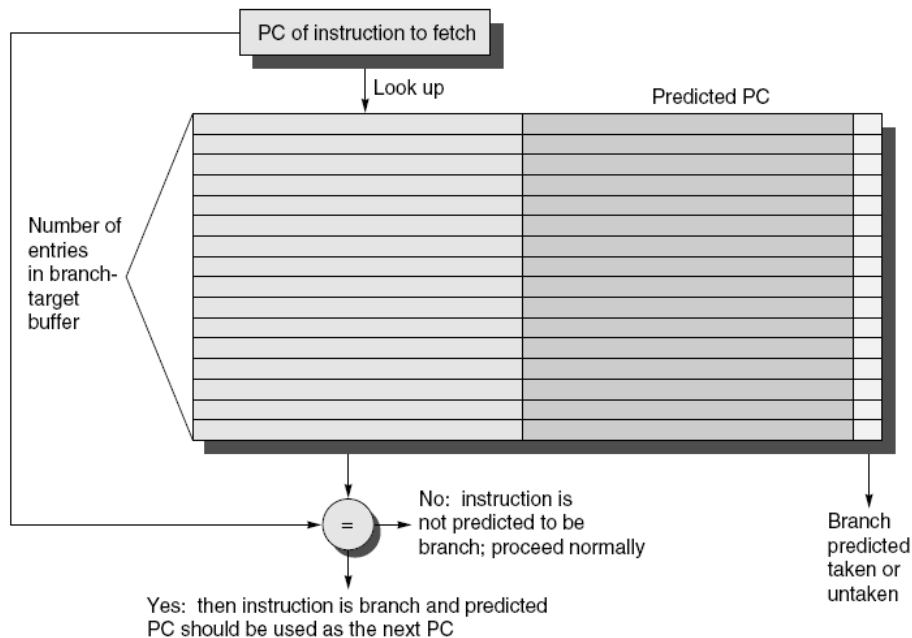 PC of instruction to fetch
Look up
Predicted PC
Number of
entries
in branch-
target
buffer
=
No: instruction is
not predicted to be
branch; proceed normally
Branch
predicted
taken or
untaken
Yes: then instruction is branch and predicted
PC should be used as the next PC